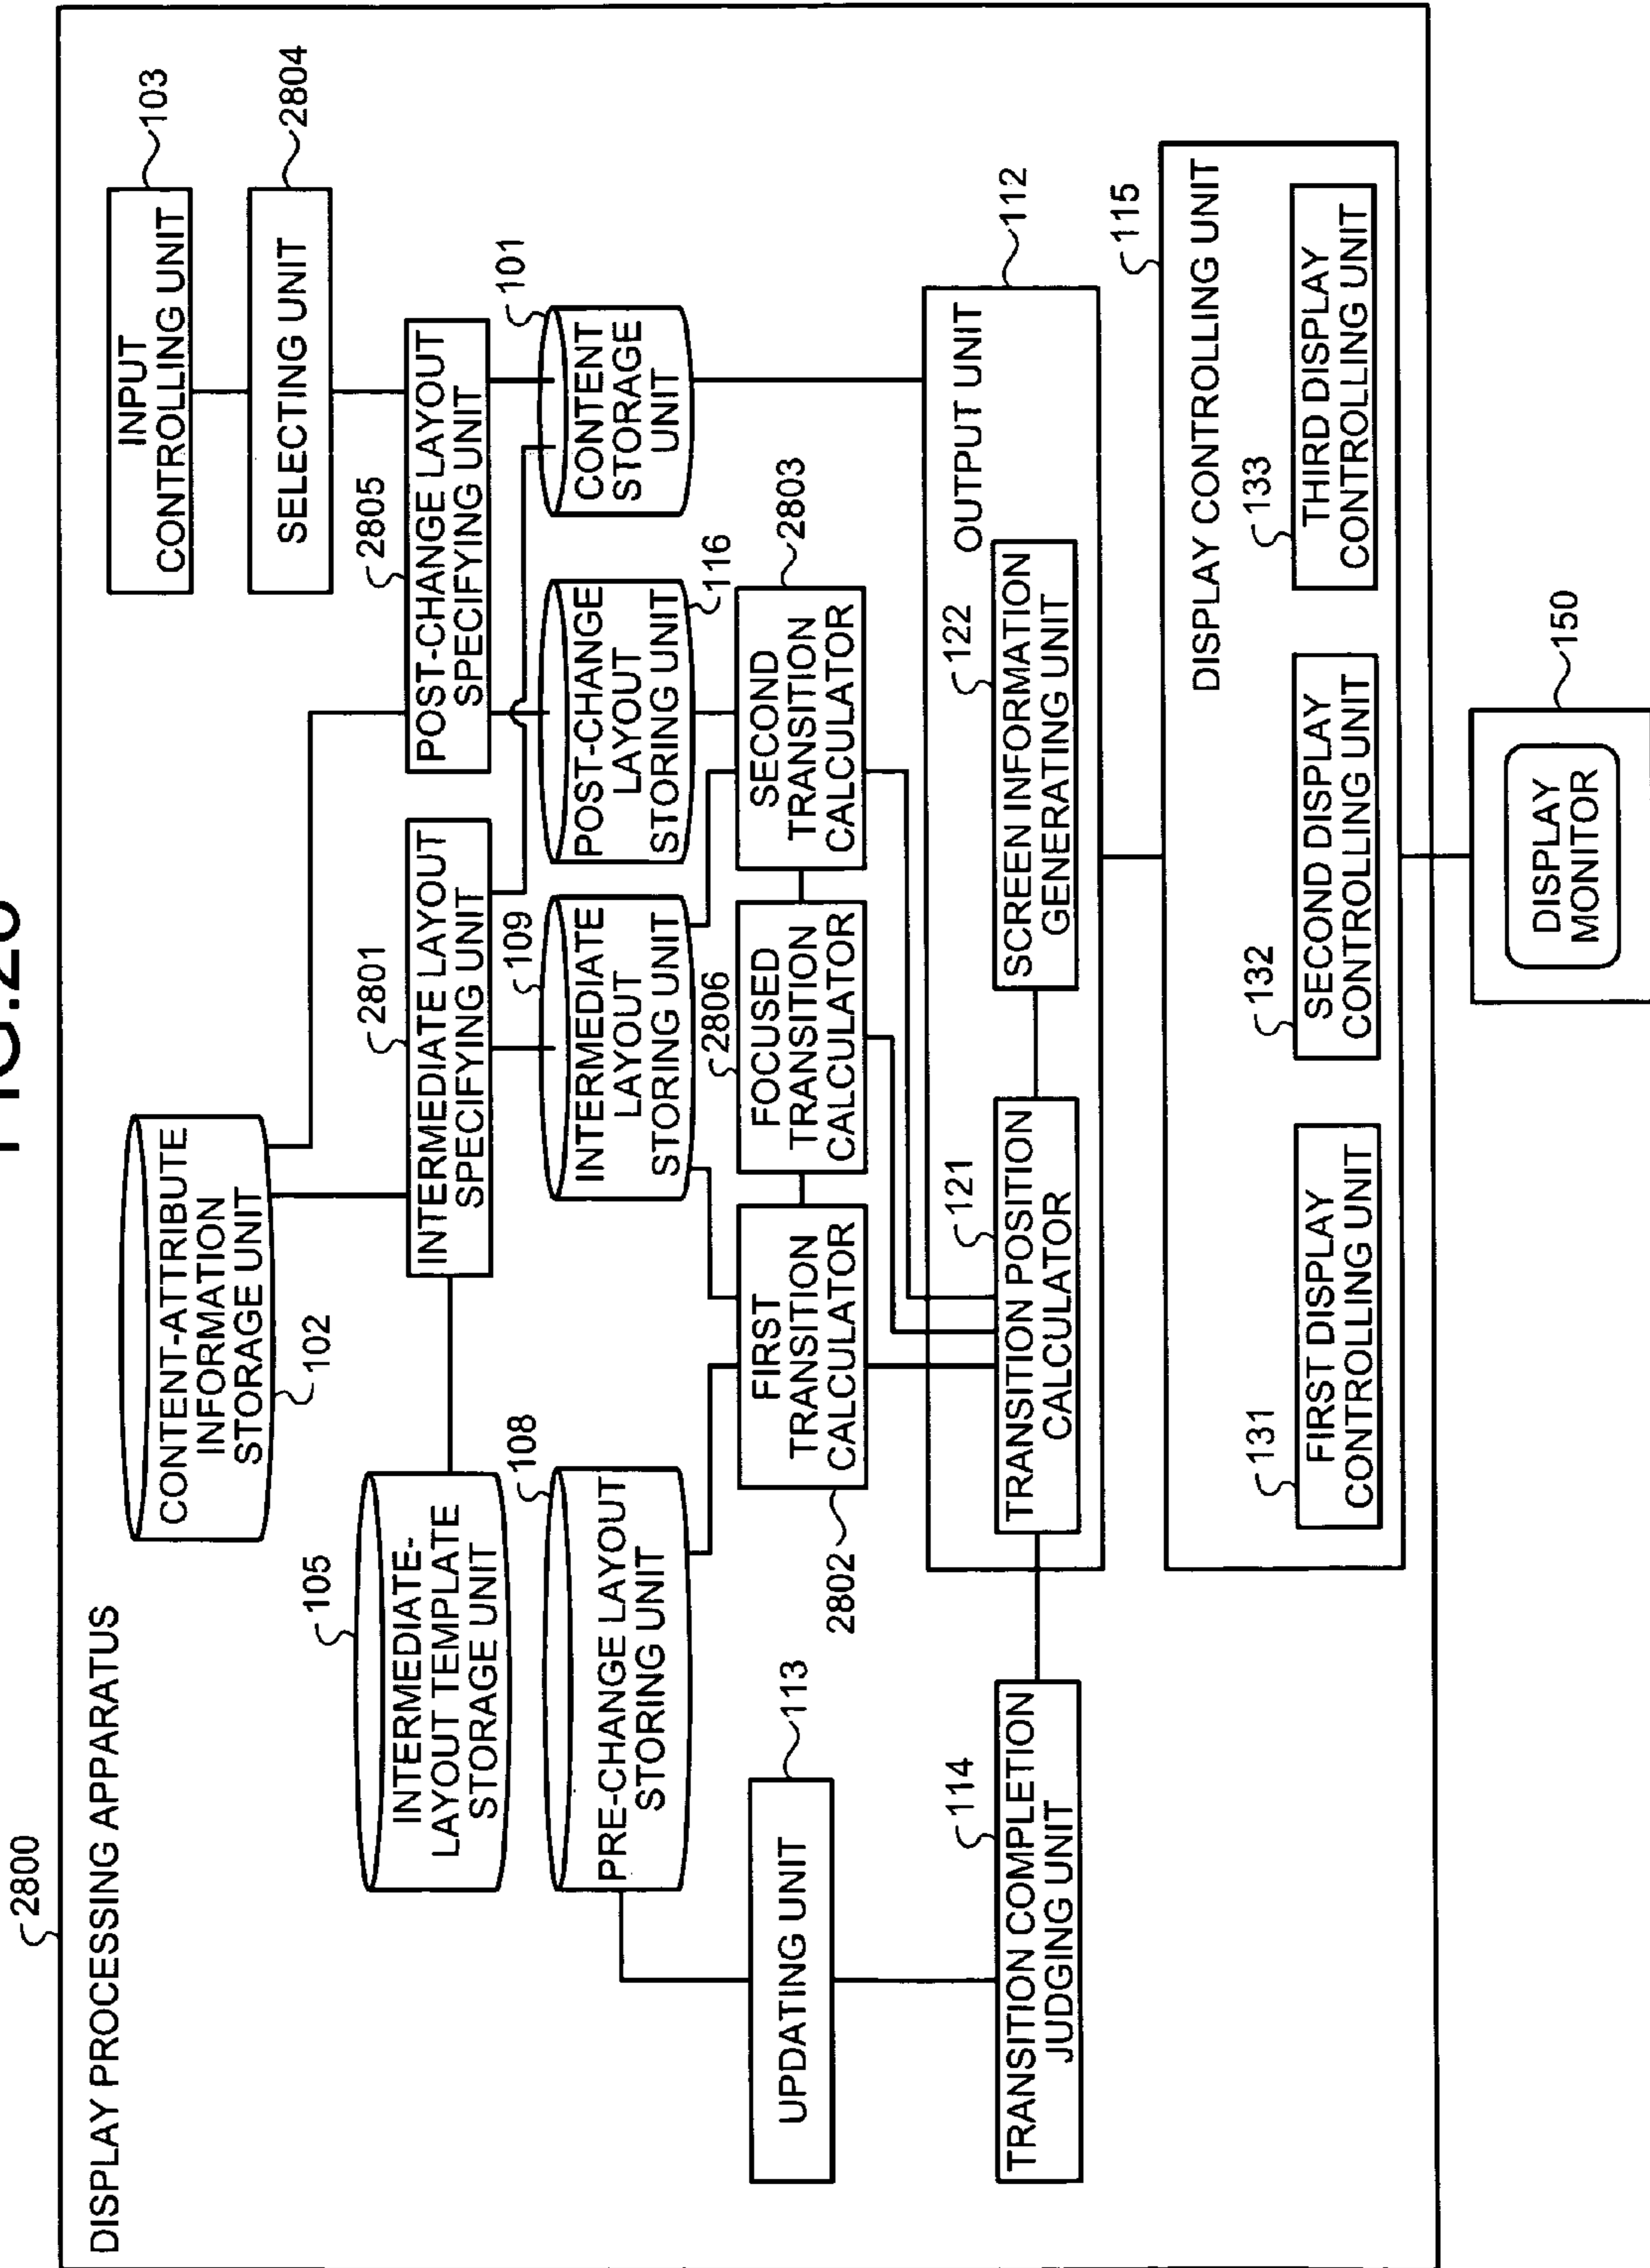 2800
DISPLAY PROCESSING APPARATUS
CONTENT-ATTRIBUTE
INFORMATION
STORAGE UNIT
102
INPUT
CONTROLLING UNIT
103
SELECTING UNIT
2804
105
INTERMEDIATE-
LAYOUT TEMPLATE
STORAGE UNIT
2801
INTERMEDIATE LAYOUT
SPECIFYING UNIT
2805
POST-CHANGE LAYOUT
SPECIFYING UNIT
108
PRE-CHANGE LAYOUT
STORING UNIT
109
INTERMEDIATE
LAYOUT
STORING UNIT
POST-CHANGE
LAYOUT
STORING UNIT
116
101
CONTENT
STORAGE
UNIT
UPDATING UNIT
113
FIRST
TRANSITION
CALCULATOR
2802
2806
FOCUSED
TRANSITION
CALCULATOR
SECOND
TRANSITION
CALCULATOR
2803
OUTPUT UNIT
112
114
TRANSITION COMPLETION
JUDGING UNIT
121
TRANSITION POSITION
CALCULATOR
122
SCREEN INFORMATION
GENERATING UNIT
115
DISPLAY CONTROLLING UNIT
131
FIRST DISPLAY
CONTROLLING UNIT
132
SECOND DISPLAY
CONTROLLING UNIT
133
THIRD DISPLAY
CONTROLLING UNIT
DISPLAY
MONITOR
150